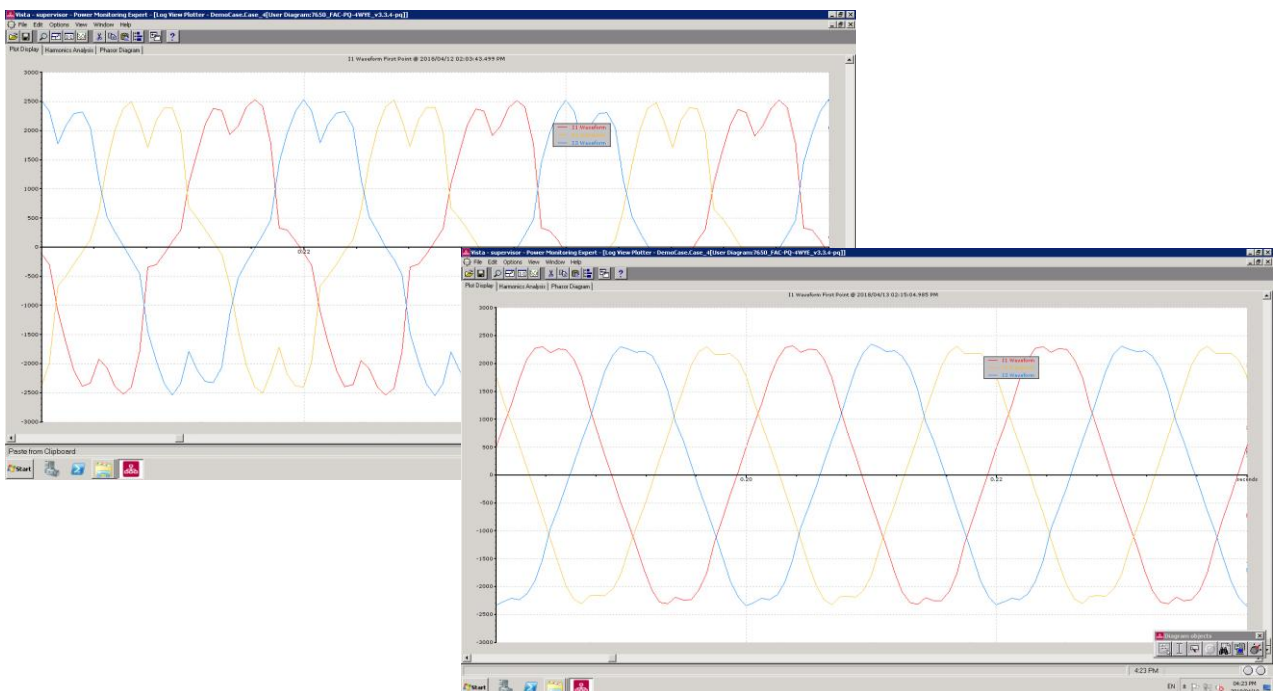 Vista - supervisor - Power Monitoring Expert - [Log View Plotter - DemoCase.Case_4[User Diagram:7650_FAC-PQ-4WYE_v3.3.4-pq]]
File Edit Options View Window Help
Plot Display Harmonics Analysis Phasor Diagram
I1 Waveform First Point @ 2018/04/12 02:03:43.499 PM
3000
2500
2000
1500
1000
500
0
-500
-1000
-1500
-2000
-2500
-3000
I1 Waveform
I3 Waveform
0.22
Paste from Clipboard
Start
Vista - supervisor - Power Monitoring Expert - [Log View Plotter - DemoCase.Case_4[User Diagram:7650_FAC-PQ-4WYE_v3.3.4-pq]]
File Edit Options View Window Help
Plot Display Harmonics Analysis Phasor Diagram
I1 Waveform First Point @ 2018/04/13 02:15:04.985 PM
3000
2500
2000
1500
1000
500
0
-500
-1000
-1500
-2000
-2500
-3000
I1 Waveform
I3 Waveform
0.20
0.22
seconds
Diagram objects
4:23 PM
Start
EN
04:23 PM